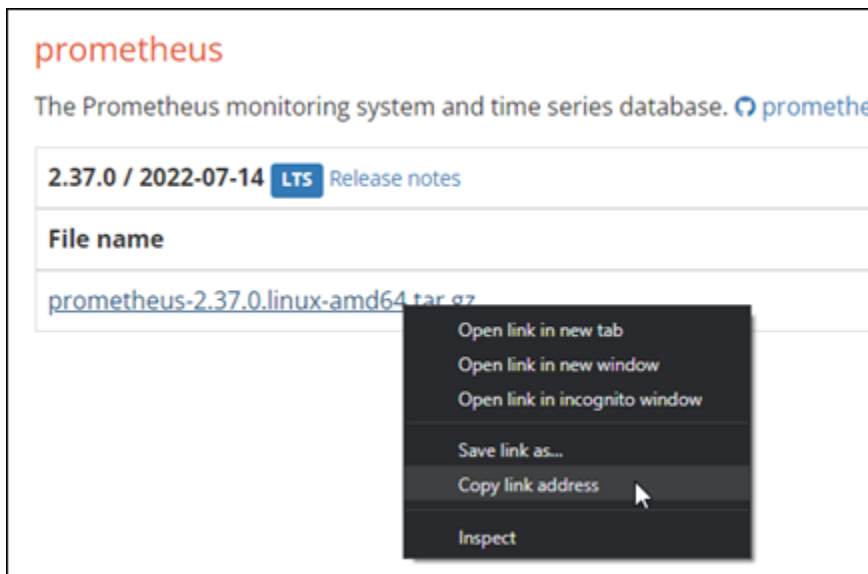 prometheus
The Prometheus monitoring system and time series database. promethe
2.37.0 / 2022-07-14 LTS Release notes
File name
prometheus-2.37.0.linux-amd64.tar.gz
Open link in new tab
Open link in new window
Open link in incognito window
Save link as...
Copy link address
Inspect